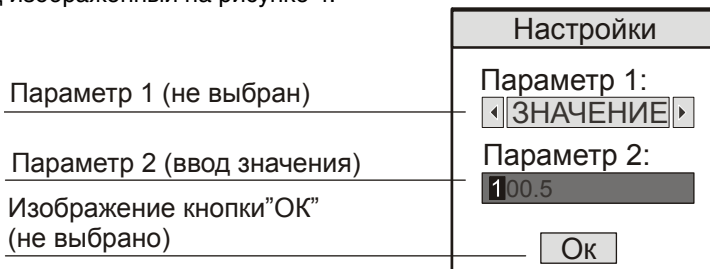 изображенный на рисунке
Настройки
Параметр 1 (не выбран)
Параметр 1:
ЗНАЧЕНИЕ
Параметр 2 (ввод значения)
Параметр 2:
100.5
Изображение кнопки”ОК”
(не выбрано)
Ок